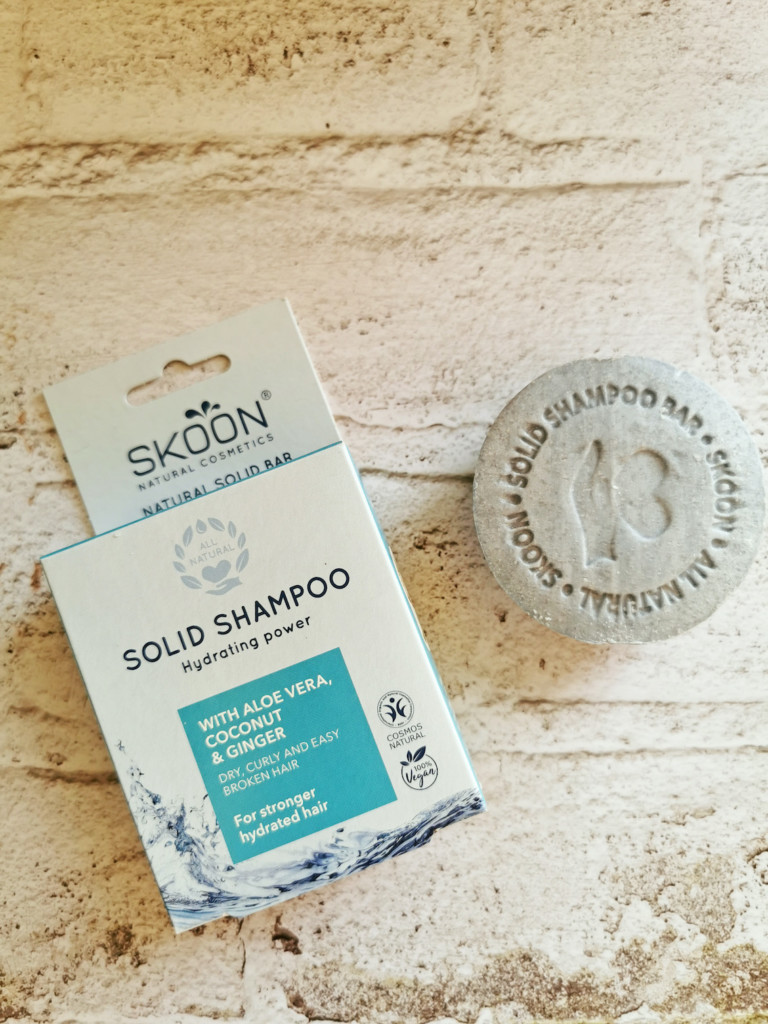 SKOON®
NATURAL COSMETICS
NATURAL SOLID BAR
ALL
NATURAL
SOLID SHAMPOO
Hydrating power
WITH ALOE VERA,
COCONUT
& GINGER
DRY, CURLY AND EASY
BROKEN HAIR
For stronger
hydrated hair
COSMOS
NATURAL
100%
Vegan
SOLID SHAMPOO BAR • SKOON • ALL NATURAL • SKOON •